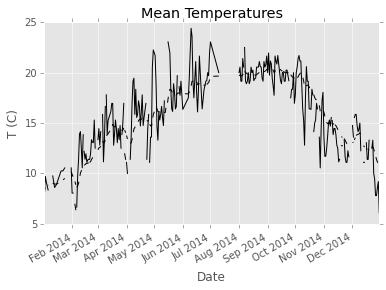 Mean Temperatures
25
20
15
10
5
T (C)
Feb 2014
Mar 2014
Apr 2014
May 2014
Jun 2014
Jul 2014
Aug 2014
Sep 2014
Oct 2014
Nov 2014
Dec 2014
Date